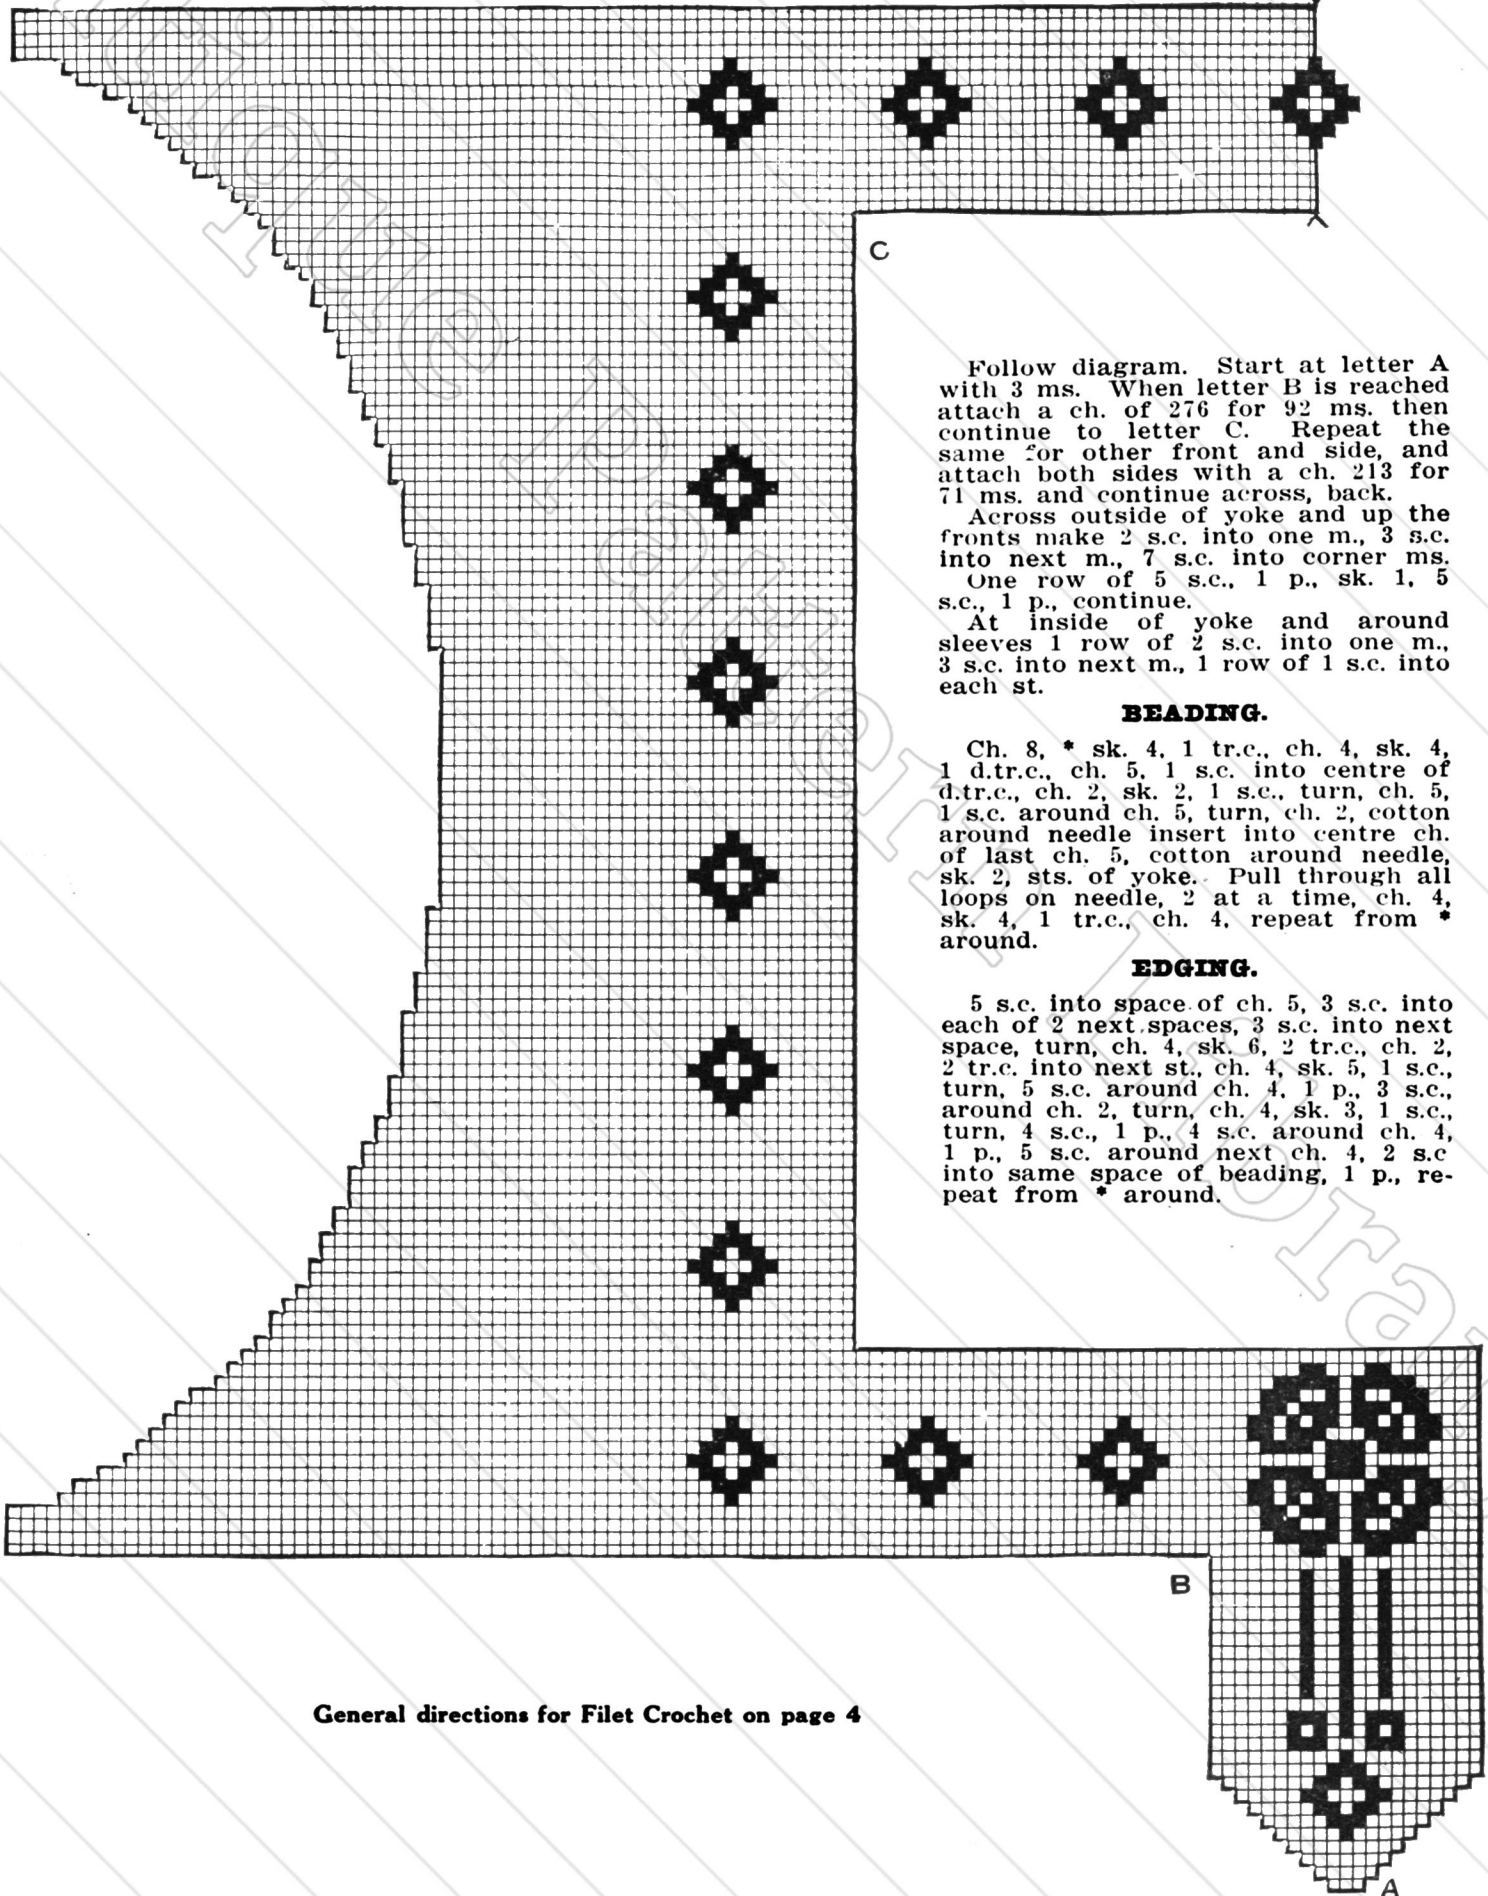 C
Follow diagram. Start at letter A
with 3 ms. When letter B is reached
attach a ch. of 276 for 92 ms. then
continue to letter C. Repeat the
same for other front and side, and
attach both sides with a ch. 213 for
71 ms. and continue across, back.
Across outside of yoke and up the
fronts make 2 s.c. into one m., 3 s.c.
into next m., 7 s.c. into corner ms.
One row of 5 s.c., 1 p., sk. 1, 5
s.c., 1 p., continue.
At inside of yoke and around
sleeves 1 row of 2 s.c. into one m.,
3 s.c. into next m., 1 row of 1 s.c. into
each st.
BEADING.
Ch. 8, * sk. 4, 1 tr.c., ch. 4, sk. 4,
1 d.tr.c., ch. 5, 1 s.c. into centre of
d.tr.c., ch. 2, sk. 2, 1 s.c., turn, ch. 5,
1 s.c. around ch. 5, turn, ch. 2, cotton
around needle insert into centre ch.
of last ch. 5, cotton around needle,
sk. 2, sts. of yoke. Pull through all
loops on needle, 2 at a time, ch. 4,
sk. 4, 1 tr.c., ch. 4, repeat from *
around.
EDGING.
5 s.c. into space of ch. 5, 3 s.c. into
each of 2 next spaces, 3 s.c. into next
space, turn, ch. 4, sk. 6, 2 tr.c., ch. 2,
2 tr.c. into next st., ch. 4, sk. 5, 1 s.c.,
turn, 5 s.c. around ch. 4, 1 p., 3 s.c.,
around ch. 2, turn, ch. 4, sk. 3, 1 s.c.,
turn, 4 s.c., 1 p., 4 s.c. around ch. 4,
1 p., 5 s.c. around next ch. 4, 2 s.c
into same space of beading, 1 p., re-
peat from * around.
B
General directions for Filet Crochet on page 4
A
tique Pattern Libra